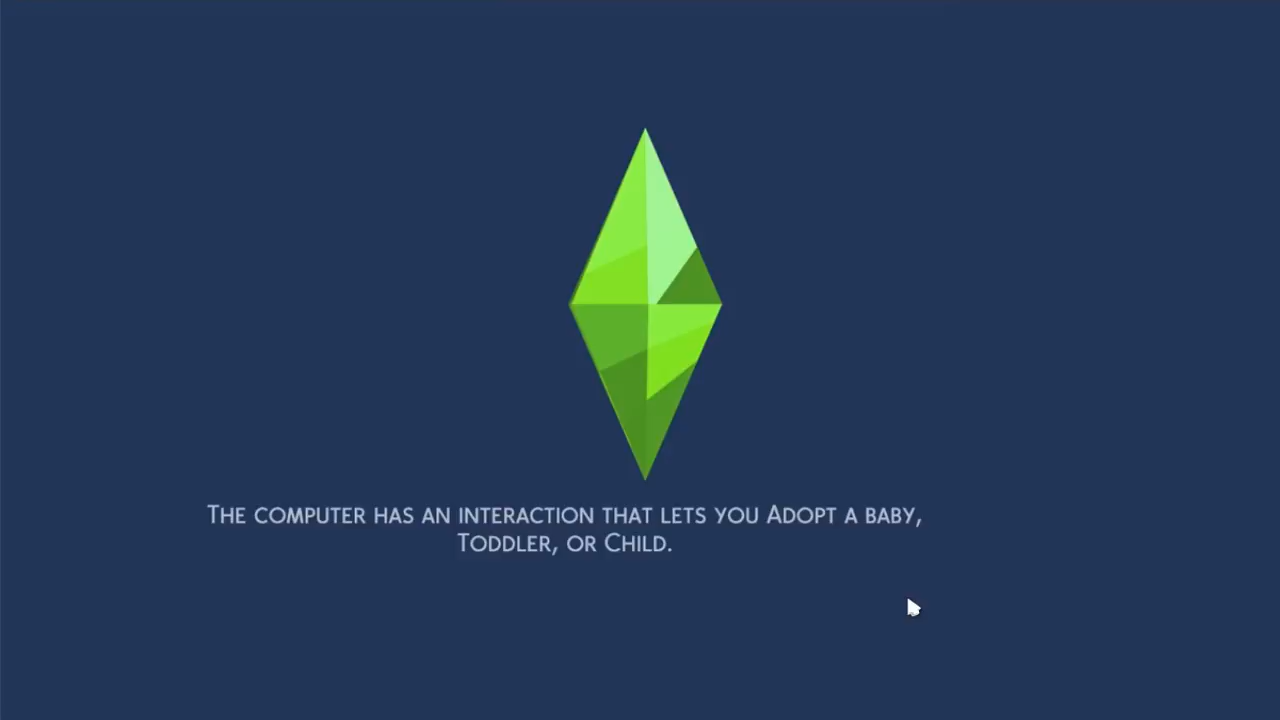 The computer has an interaction that lets you Adopt a baby,
Toddler, or Child.